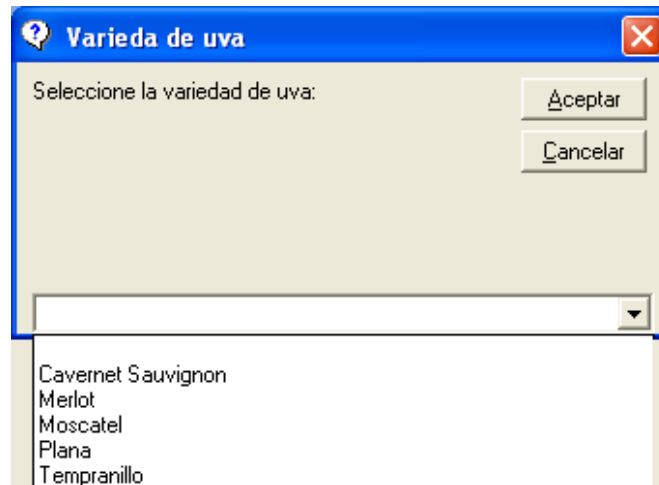 Varieda de uva
Seleccione la variedad de uva:
Aceptar
Cancelar
Cavernet Sauvignon
Merlot
Moscatel
Plana
Tempranillo